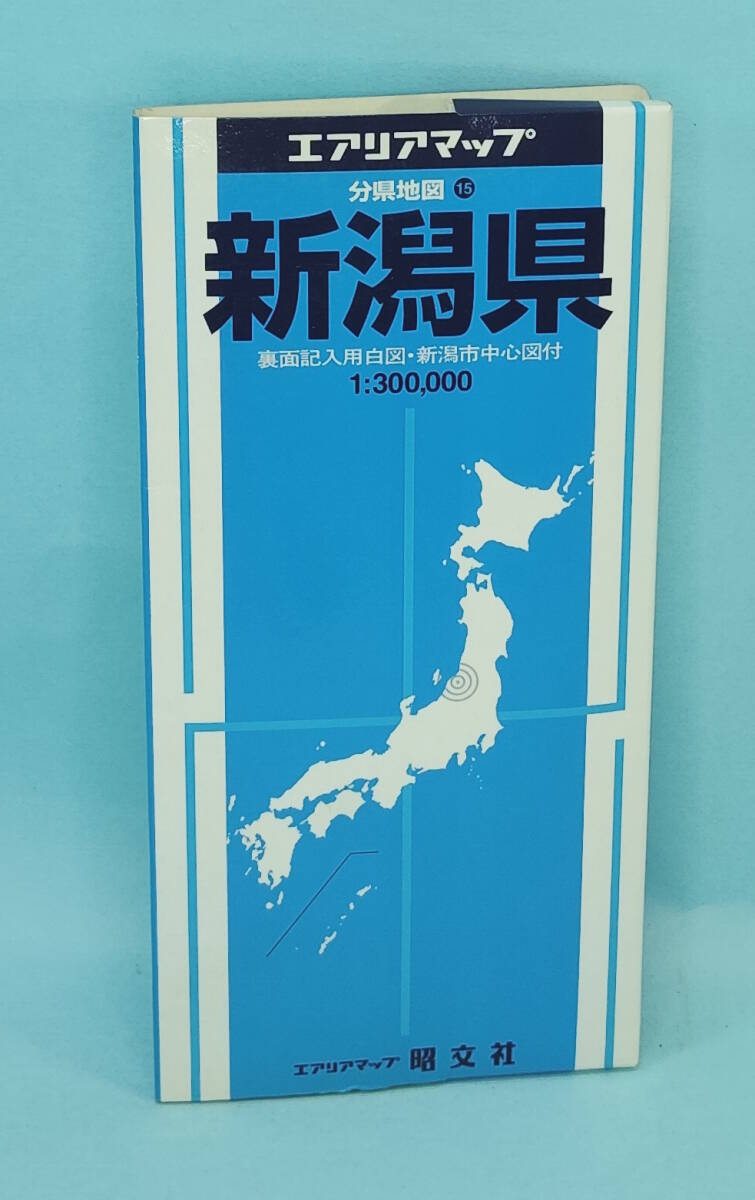 エアリアマップ
分県地図 15
新潟県
裏面記入用白図・新潟市中心図付
1:300,000
エアリアマップ 昭文社